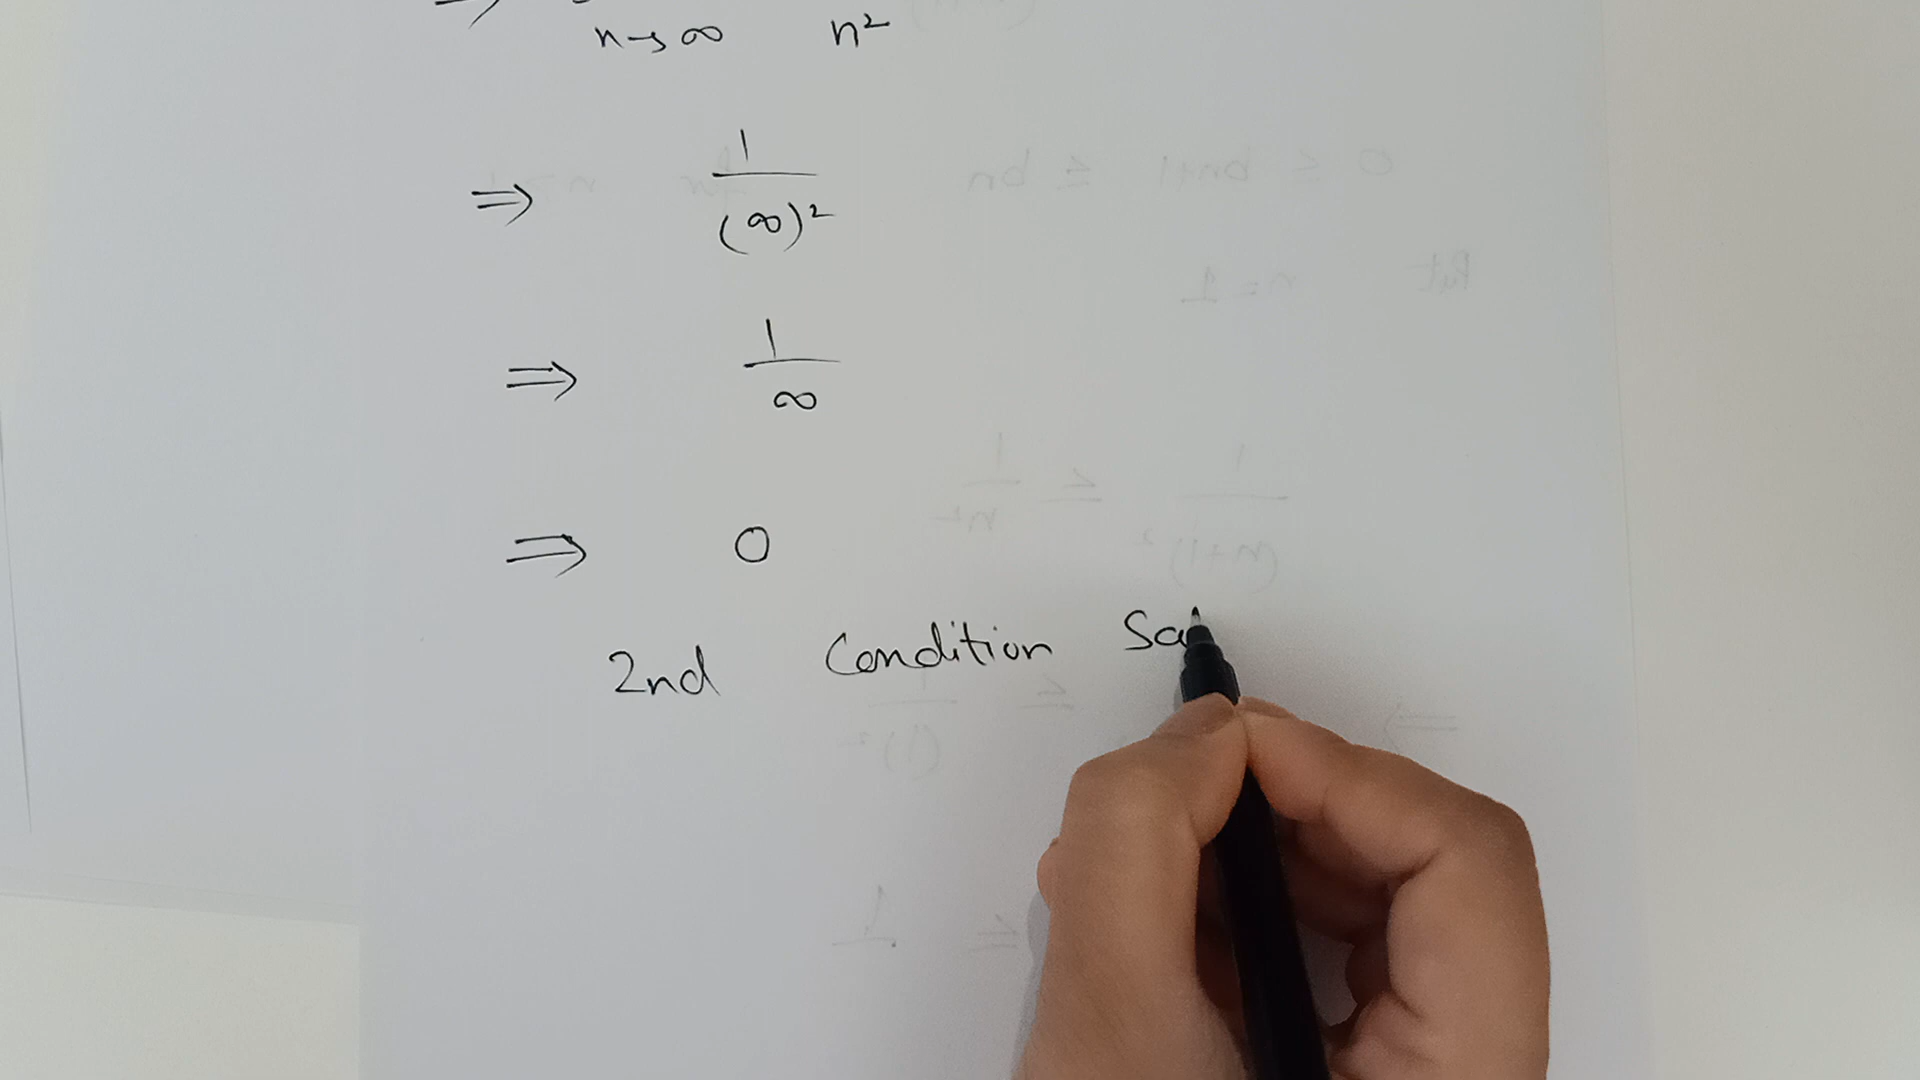 ⇒
n→∞ n²
⇒ 1/(∞)²
⇒ 1/∞
⇒ 0
2nd Condition Sa